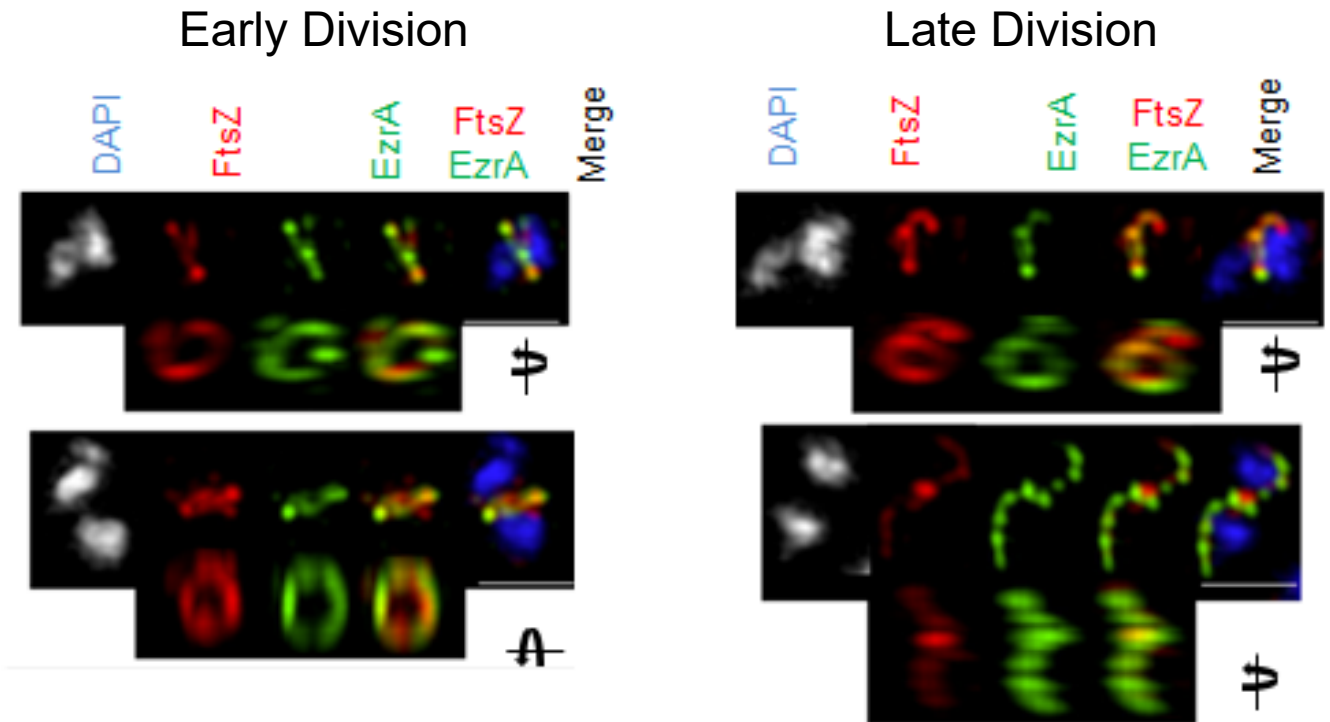 Early Division
DAPI
FtsZ
EzrA
FtsZ
EzrA
Merge
Late Division
DAPI
FtsZ
EzrA
FtsZ
EzrA
Merge